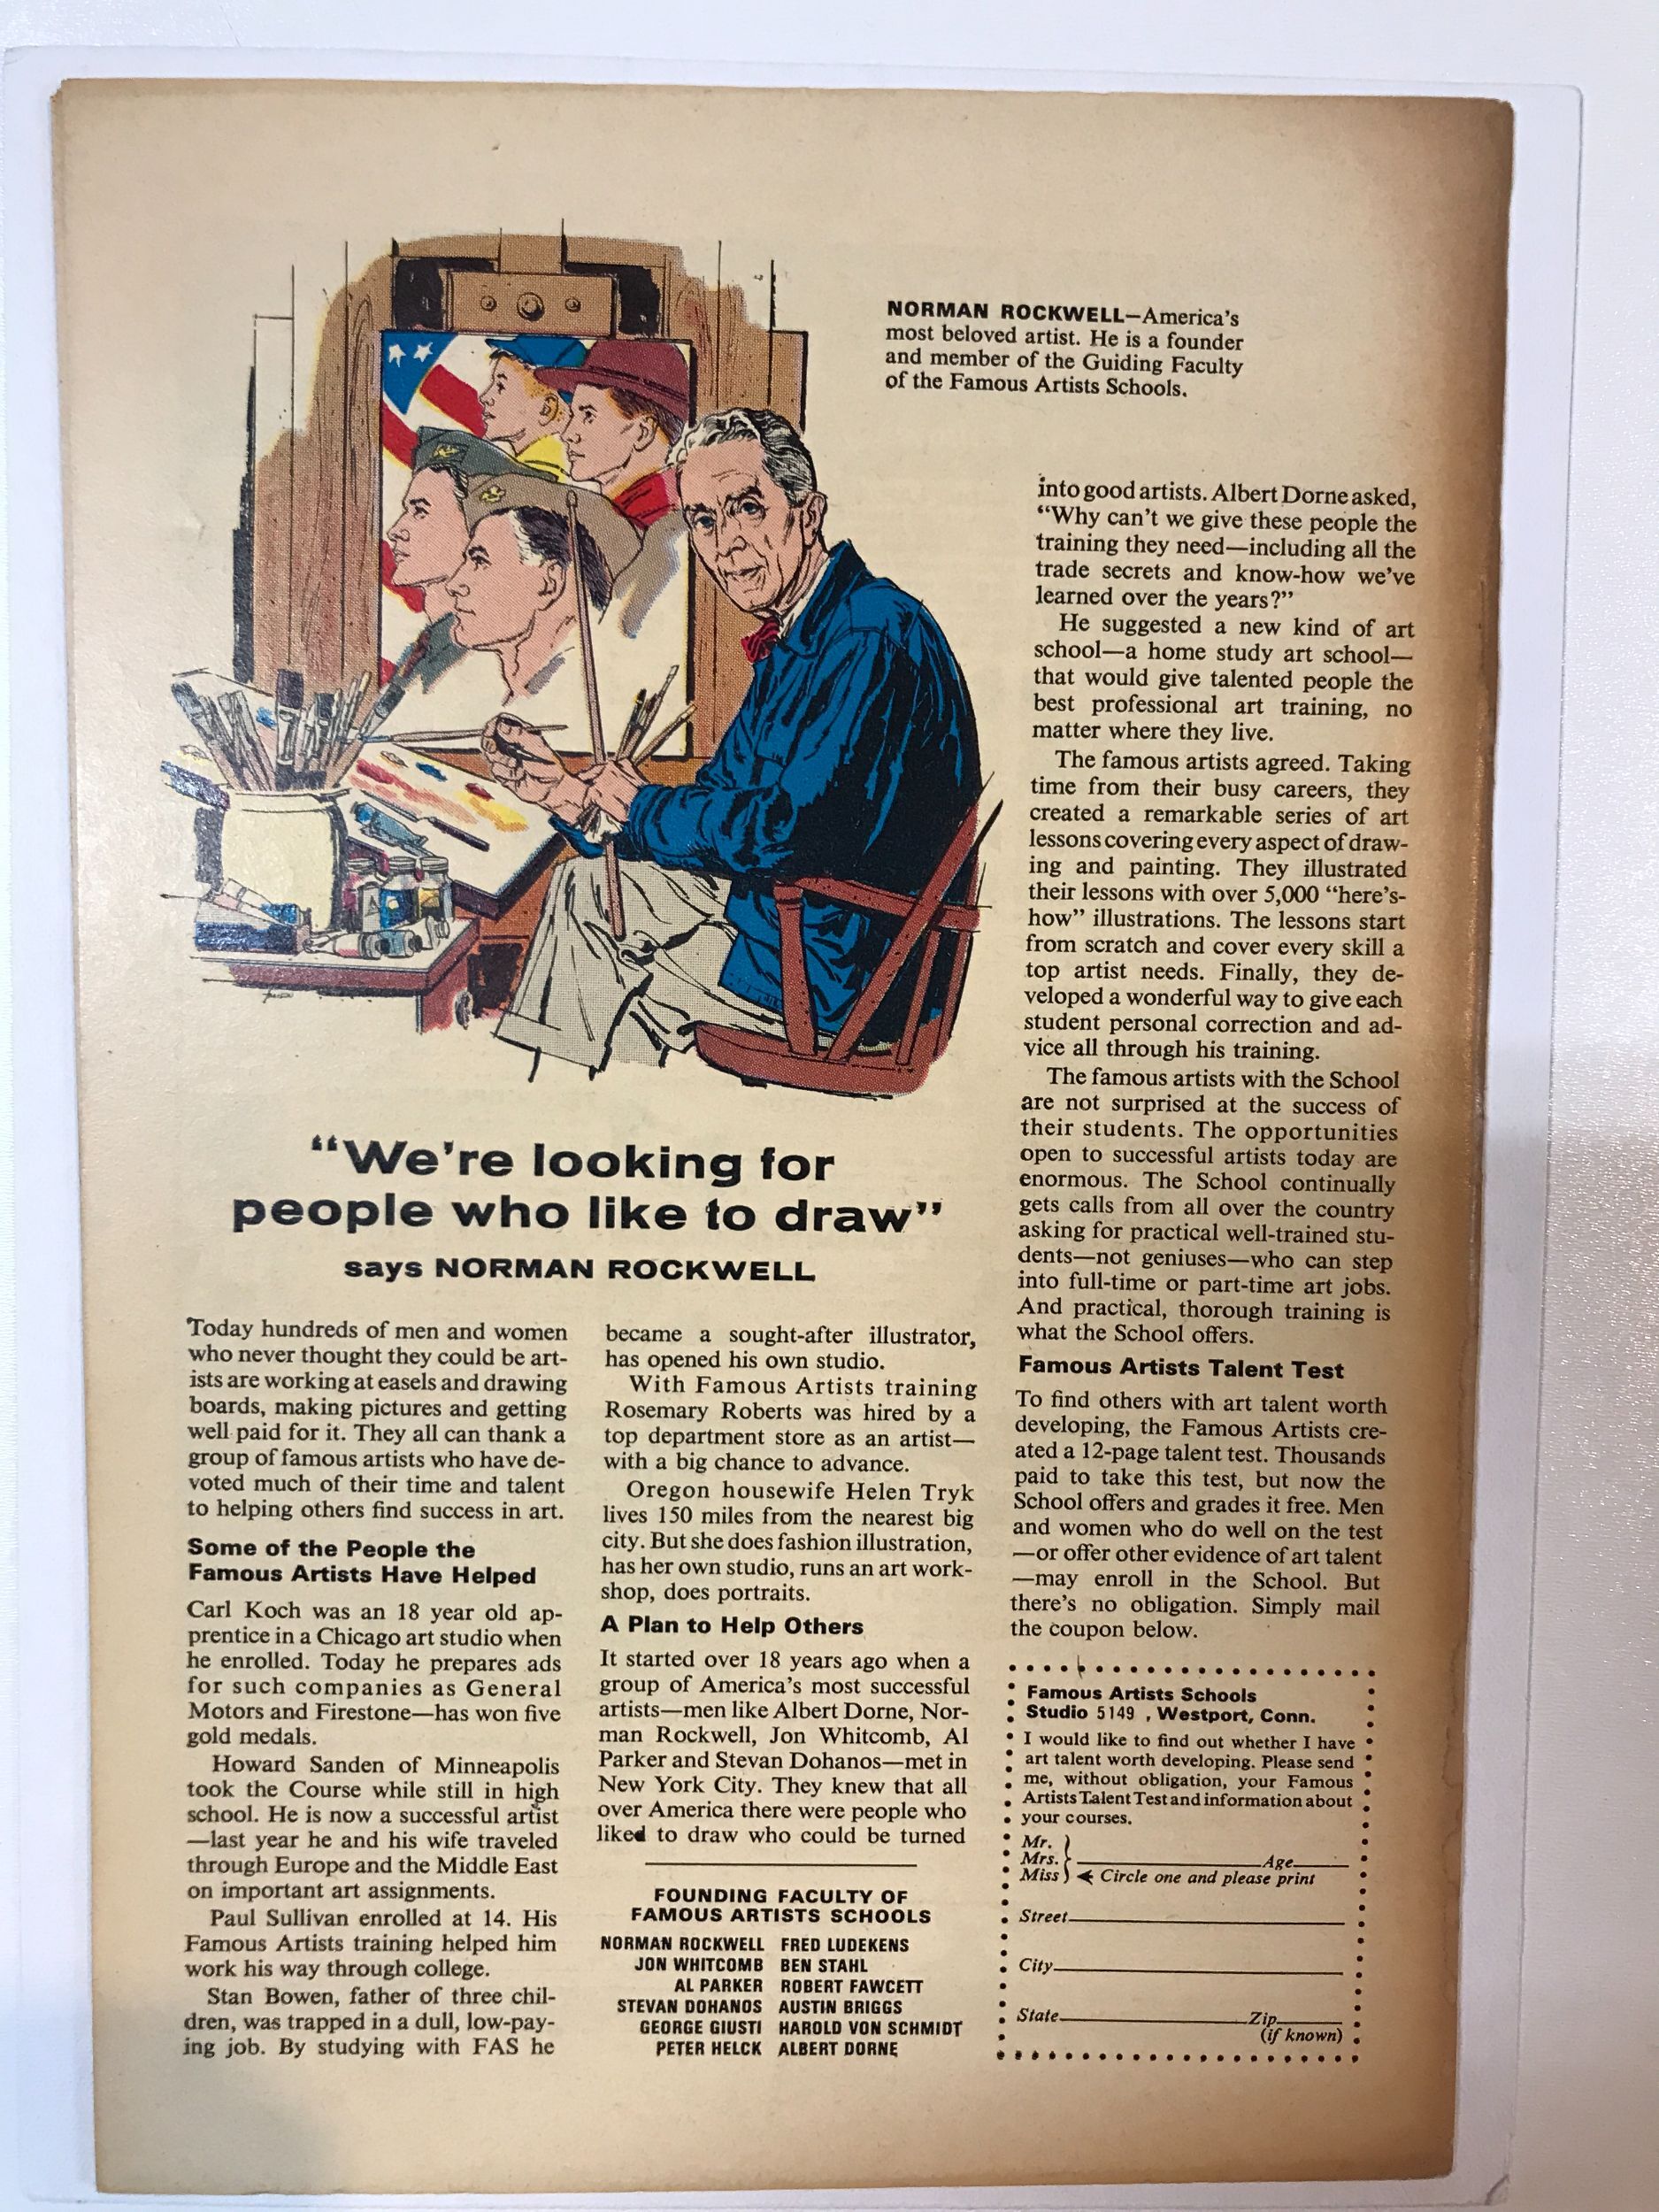 NORMAN ROCKWELL—America's
most beloved artist. He is a founder
and member of the Guiding Faculty
of the Famous Artists Schools.
"We're looking for
people who like to draw"
says NORMAN ROCKWELL
Today hundreds of men and women
who never thought they could be art-
ists are working at easels and drawing
boards, making pictures and getting
well paid for it. They all can thank a
group of famous artists who have de-
voted much of their time and talent
to helping others find success in art.
Some of the People the
Famous Artists Have Helped
Carl Koch was an 18 year old ap-
prentice in a Chicago art studio when
he enrolled. Today he prepares ads
for such companies as General
Motors and Firestone—has won five
gold medals.
Howard Sanden of Minneapolis
took the Course while still in high
school. He is now a successful artist
—last year he and his wife traveled
through Europe and the Middle East
on important art assignments.
Paul Sullivan enrolled at 14. His
Famous Artists training helped him
work his way through college.
Stan Bowen, father of three chil-
dren, was trapped in a dull, low-pay-
ing job. By studying with FAS he
became a sought-after illustrator,
has opened his own studio.
With Famous Artists training
Rosemary Roberts was hired by a
top department store as an artist—
with a big chance to advance.
Oregon housewife Helen Tryk
lives 150 miles from the nearest big
city. But she does fashion illustration,
has her own studio, runs an art work-
shop, does portraits.
A Plan to Help Others
It started over 18 years ago when a
group of America's most successful
artists—men like Albert Dorne, Nor-
man Rockwell, Jon Whitcomb, Al
Parker and Stevan Dohanos—met in
New York City. They knew that all
over America there were people who
liked to draw who could be turned
FOUNDING FACULTY OF
FAMOUS ARTISTS SCHOOLS
NORMAN ROCKWELL FRED LUDEKENS
JON WHITCOMB BEN STAHL
AL PARKER ROBERT FAWCETT
STEVAN DOHANOS AUSTIN BRIGGS
GEORGE GIUSTI HAROLD VON SCHMIDT
PETER HELCK ALBERT DORNE
into good artists. Albert Dorne asked,
"Why can't we give these people the
training they need—including all the
trade secrets and know-how we've
learned over the years?"
He suggested a new kind of art
school—a home study art school—
that would give talented people the
best professional art training, no
matter where they live.
The famous artists agreed. Taking
time from their busy careers, they
created a remarkable series of art
lessons covering every aspect of draw-
ing and painting. They illustrated
their lessons with over 5,000 "here's-
how" illustrations. The lessons start
from scratch and cover every skill a
top artist needs. Finally, they de-
veloped a wonderful way to give each
student personal correction and ad-
vice all through his training.
The famous artists with the School
are not surprised at the success of
their students. The opportunities
open to successful artists today are
enormous. The School continually
gets calls from all over the country
asking for practical well-trained stu-
dents—not geniuses—who can step
into full-time or part-time art jobs.
And practical, thorough training is
what the School offers.
Famous Artists Talent Test
To find others with art talent worth
developing, the Famous Artists cre-
ated a 12-page talent test. Thousands
paid to take this test, but now the
School offers and grades it free. Men
and women who do well on the test
—or offer other evidence of art talent
—may enroll in the School. But
there's no obligation. Simply mail
the coupon below.
Famous Artists Schools
Studio 5149 , Westport, Conn.
I would like to find out whether I have
art talent worth developing. Please send
me, without obligation, your Famous
Artists Talent Test and information about
your courses.
Mr.
Mrs. Age
Miss Circle one and please print
Street
City
State Zip
(if known)